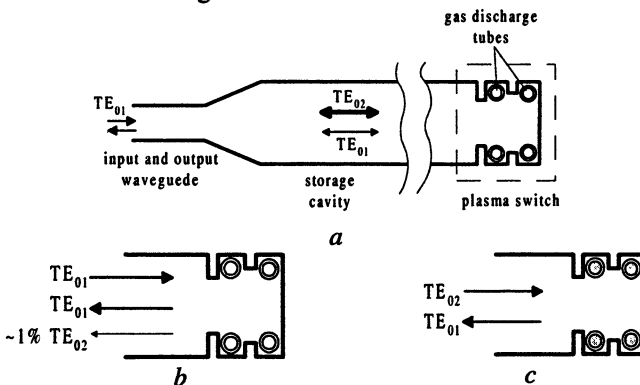 gas discharge
tubes
TE01
TE02
TE01
input and output
waveguede
storage
cavity
plasma switch
a
TE01
TE01
~1% TE02
b
TE02
TE01
c